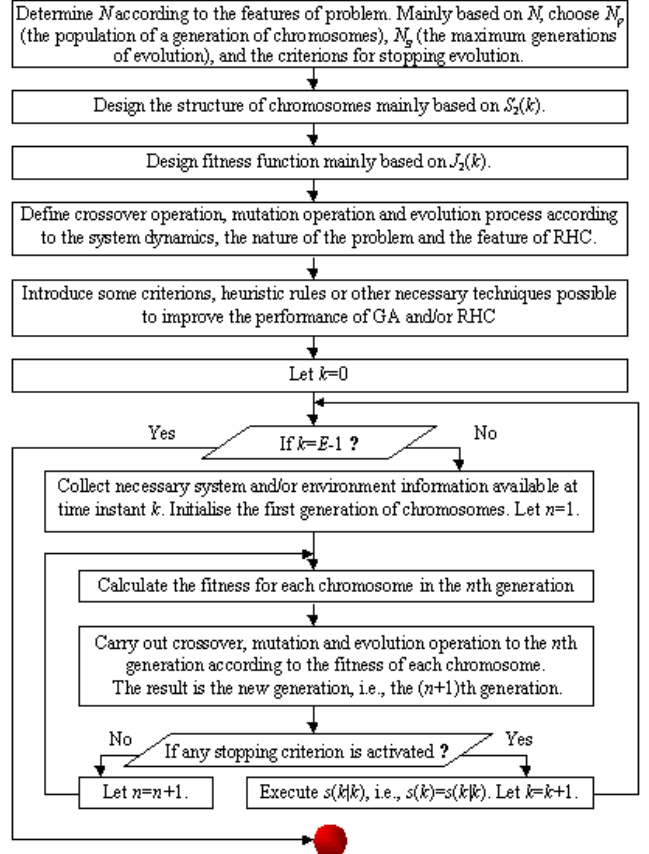 Determine N according to the features of problem. Mainly based on N, choose Np
(the population of a generation of chromosomes), Ng (the maximum generations
of evolution), and the criterions for stopping evolution.
Design the structure of chromosomes mainly based on S2(k).
Design fitness function mainly based on J2(k).
Define crossover operation, mutation operation and evolution process according
to the system dynamics, the nature of the problem and the feature of RHC.
Introduce some criterions, heuristic rules or other necessary techniques possible
to improve the performance of GA and/or RHC
Let k=0
Yes
If k=E-1 ?
No
Collect necessary system and/or environment information available at
time instant k. Initialise the first generation of chromosomes. Let n=1.
Calculate the fitness for each chromosome in the nth generation
Carry out crossover, mutation and evolution operation to the nth
generation according to the fitness of each chromosome.
The result is the new generation, i.e., the (n+1)th generation.
No
If any stopping criterion is activated ?
Yes
Let n=n+1.
Execute s(k|k), i.e., s(k)=s(k|k). Let k=k+1.